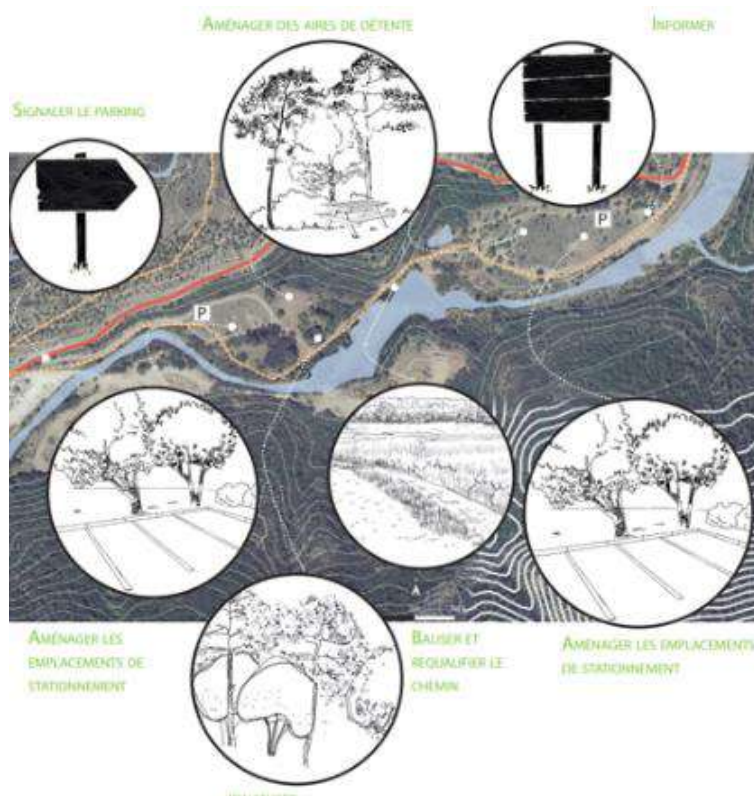 AMÉNAGER DES AIRES DE DÉTENTE
INFORMER
SIGNALER LE PARKING
P
P
AMÉNAGER LES
EMPLACEMENTS DE
STATIONNEMENT
BALISER ET
REQUALIFIER LE
CHEMIN
AMÉNAGER LES EMPLACEMENTS
DE STATIONNEMENT